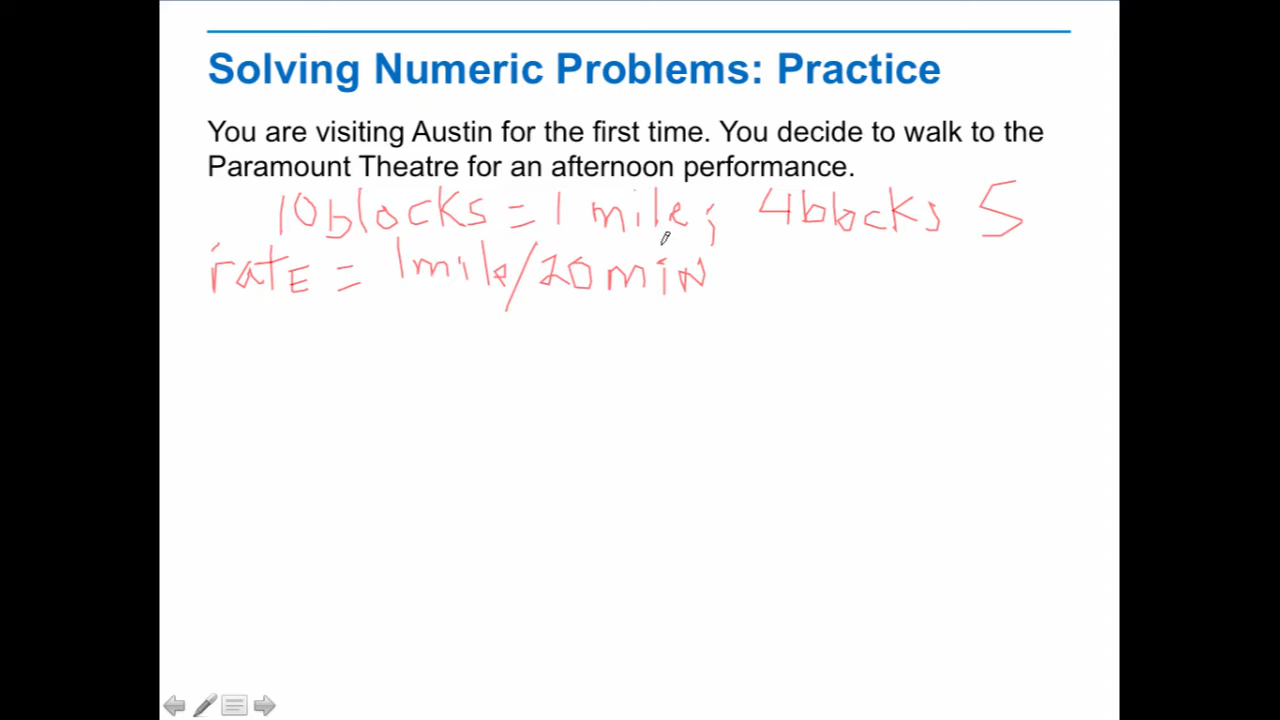 Solving Numeric Problems: Practice
You are visiting Austin for the first time. You decide to walk to the
Paramount Theatre for an afternoon performance.
10blocks = 1 mile; 4blocks S
ratE = 1mile/20miN